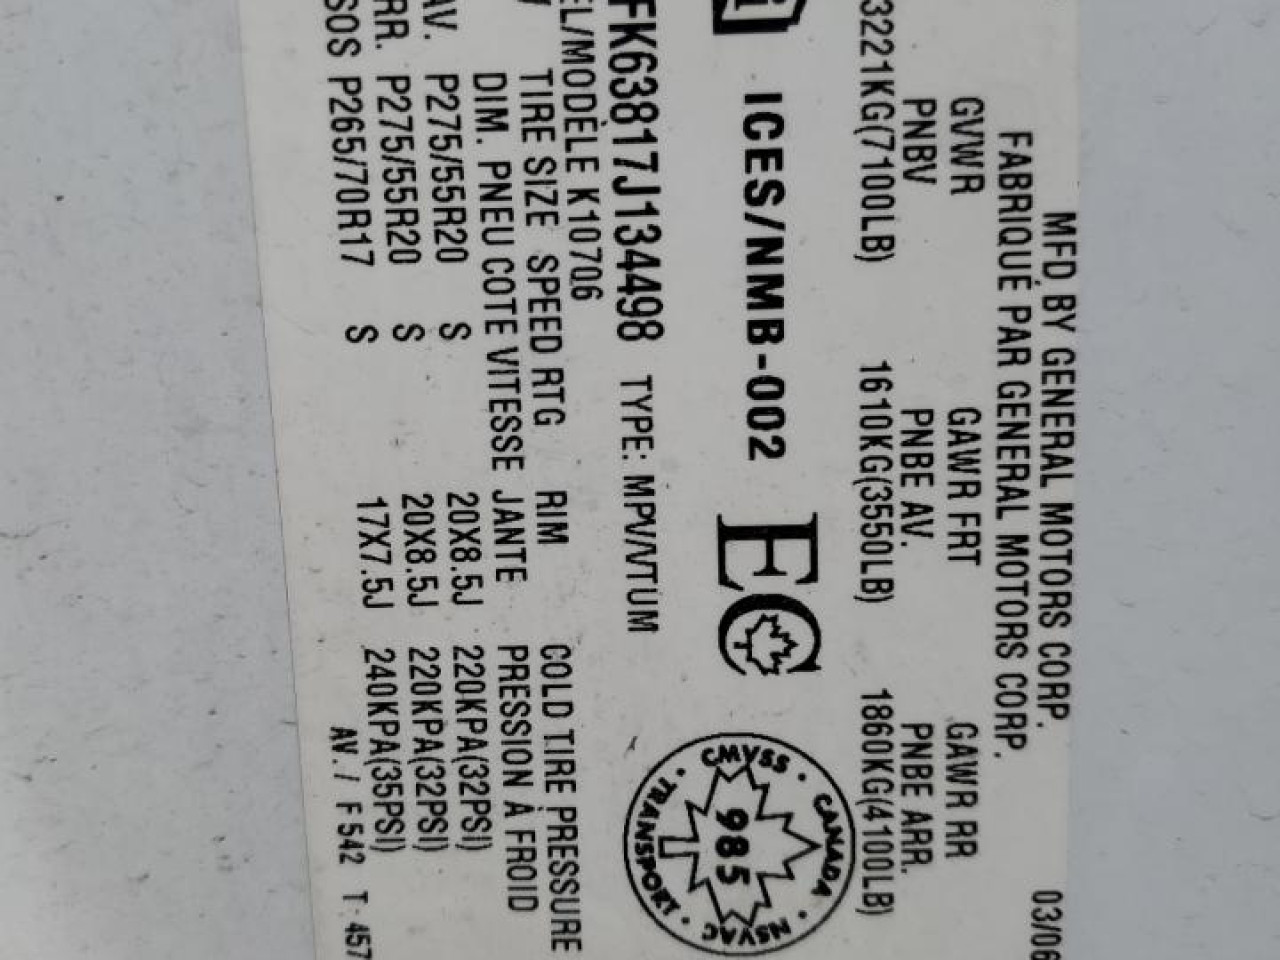 03/06
MFD BY GENERAL MOTORS CORP.
FABRIQUÉ PAR GENERAL MOTORS CORP.
GVWR GAWR FRT GAWR RR
PNBV PNBE AV. PNBE ARR.
3221KG(7100LB) 1610KG(3550LB) 1860KG(4100LB)
ICES/NMB-002 EC
CMVSS · CANADA · NSVAC · TRANSPORT ·
985
FK63817J134498 TYPE: MPV/VTUM
EL/MODÈLE K10706
TIRE SIZE SPEED RTG RIM COLD TIRE PRESSURE
DIM. PNEU COTE VITESSE JANTE PRESSION À FROID
AV. P275/55R20 S 20X8.5J 220KPA(32PSI)
RR. P275/55R20 S 20X8.5J 220KPA(32PSI)
SOS P265/70R17 S 17X7.5J 240KPA(35PSI)
AV./ F 542 T: 457